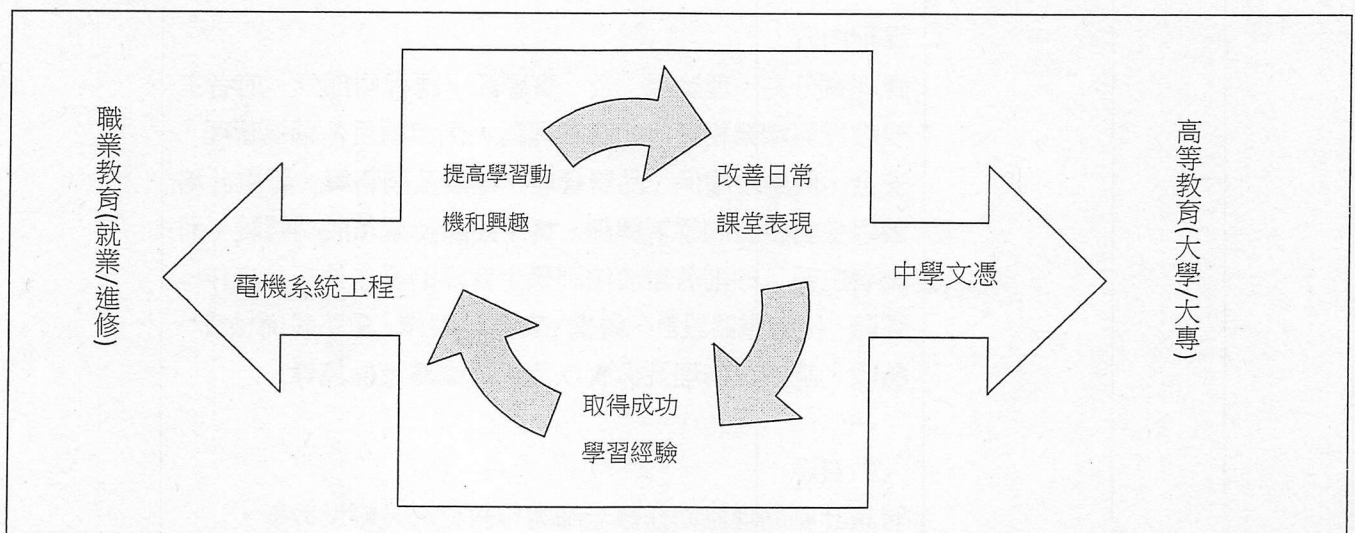 職業教育(就業/進修)
電機系統工程
提高學習動
機和興趣
改善日常
課堂表現
取得成功
學習經驗
中學文憑
高等教育(大學/大專)